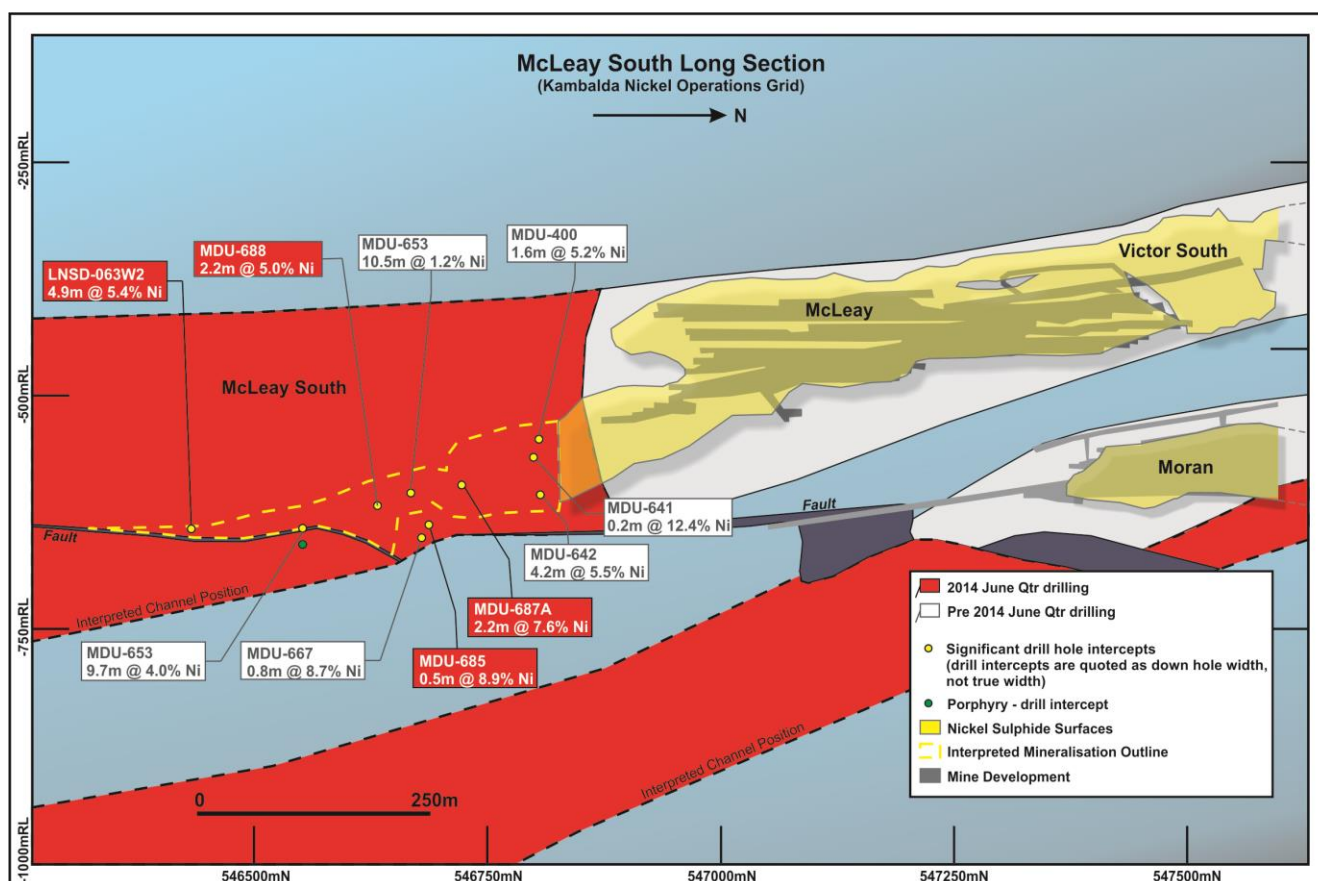 McLeay South Long Section
(Kambalda Nickel Operations Grid)
N
-250mRL
-500mRL
-750mRL
-1000mRL
MDU-400
1.6m @ 5.2% Ni
MDU-653
10.5m @ 1.2% Ni
MDU-688
2.2m @ 5.0% Ni
LNSD-063W2
4.9m @ 5.4% Ni
Victor South
McLeay
McLeay South
Moran
Fault
Fault
MDU-641
0.2m @ 12.4% Ni
MDU-642
4.2m @ 5.5% Ni
MDU-687A
2.2m @ 7.6% Ni
MDU-685
0.5m @ 8.9% Ni
MDU-667
0.8m @ 8.7% Ni
MDU-653
9.7m @ 4.0% Ni
Interpreted Channel Position
Interpreted Channel Position
2014 June Qtr drilling
Pre 2014 June Qtr drilling
Significant drill hole intercepts
(drill intercepts are quoted as down hole width,
not true width)
Porphyry - drill intercept
Nickel Sulphide Surfaces
Interpreted Mineralisation Outline
Mine Development
0 250m
546500mN 546750mN 547000mN 547250mN 547500mN